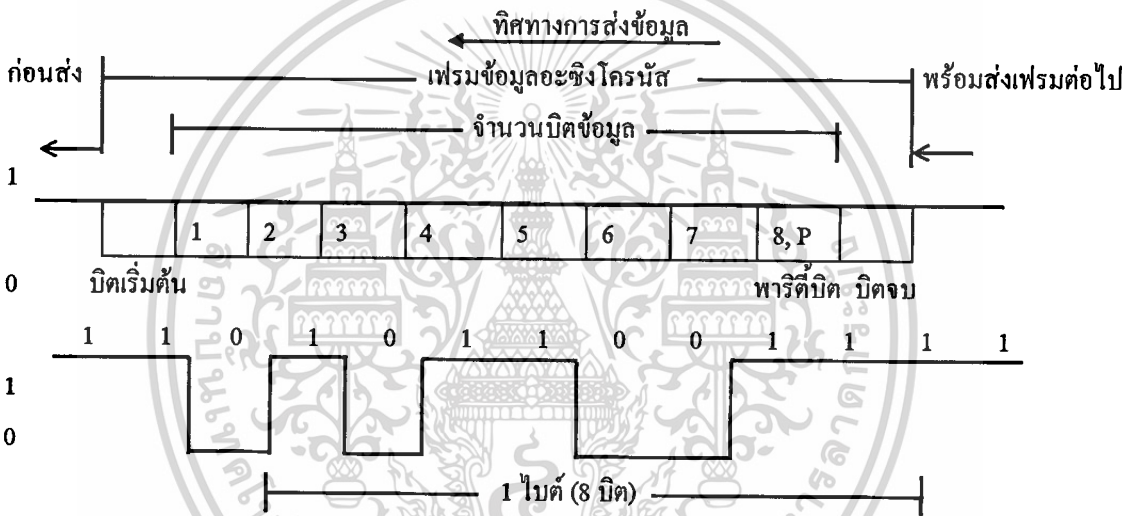 ทิศทางการส่งข้อมูล
ก่อนส่ง เฟรมข้อมูลอะซิงโครนัส พร้อมส่งเฟรมต่อไป
จำนวนบิตข้อมูล
1
1 2 3 4 5 6 7 8, P
0 บิตเริ่มต้น พาริตี้บิต บิตจบ
1 1 0 1 0 1 1 0 0 1 1 1 1
1
0
1 ไบต์ (8 บิต)